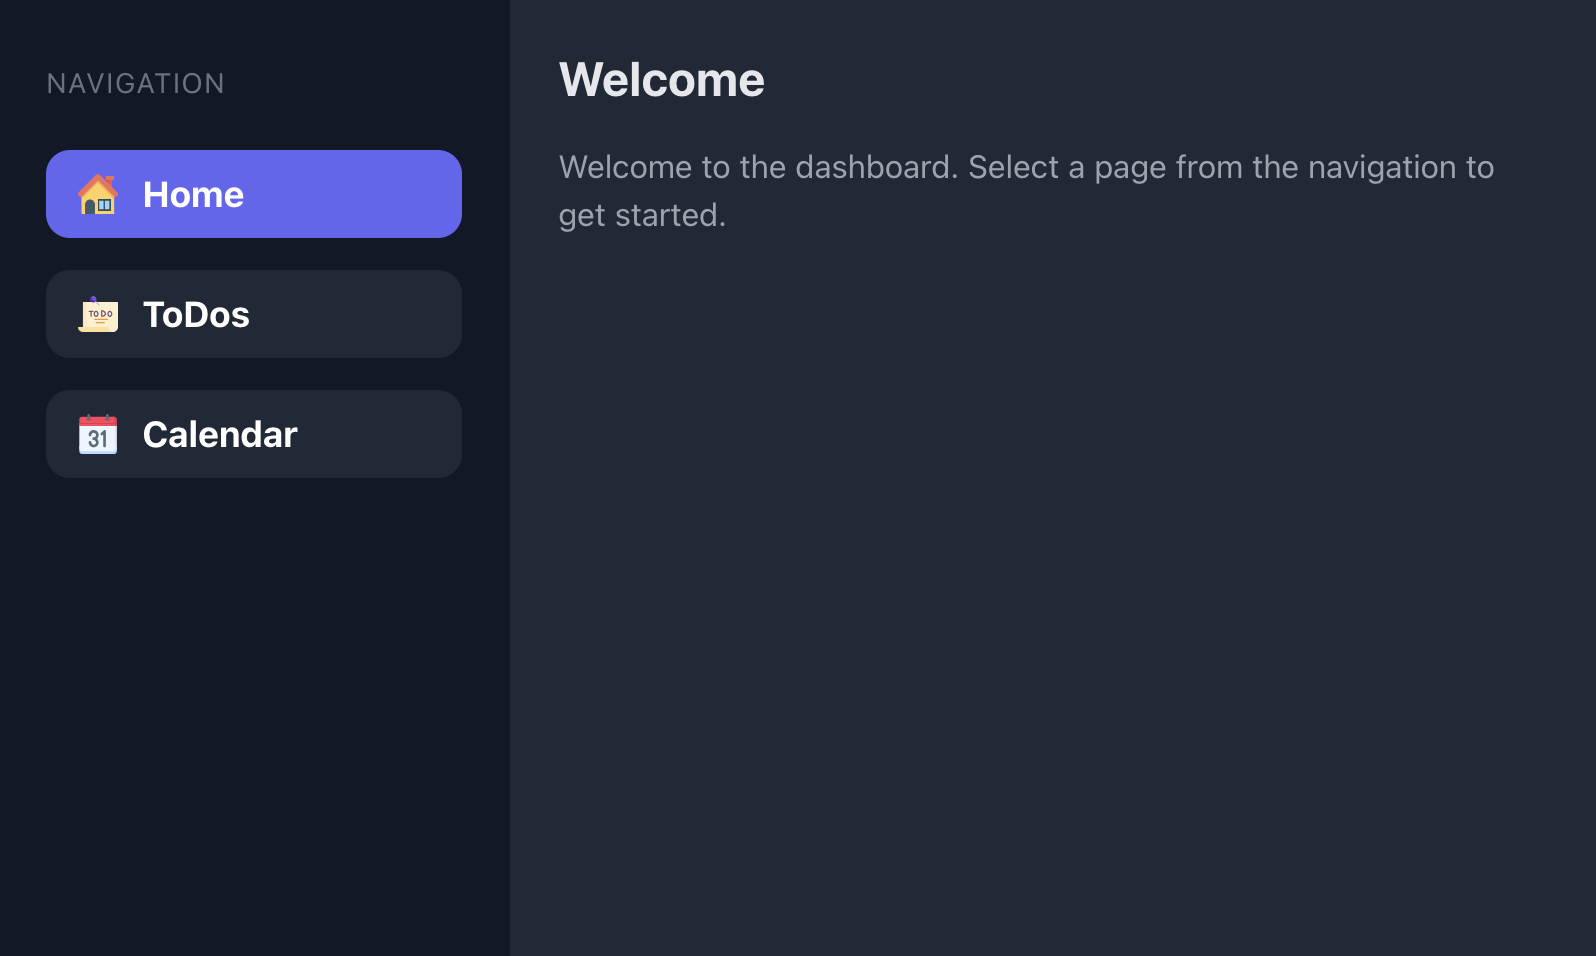 NAVIGATION
Home
TO DO
ToDos
31
Calendar
Welcome
Welcome to the dashboard. Select a page from the navigation to
get started.